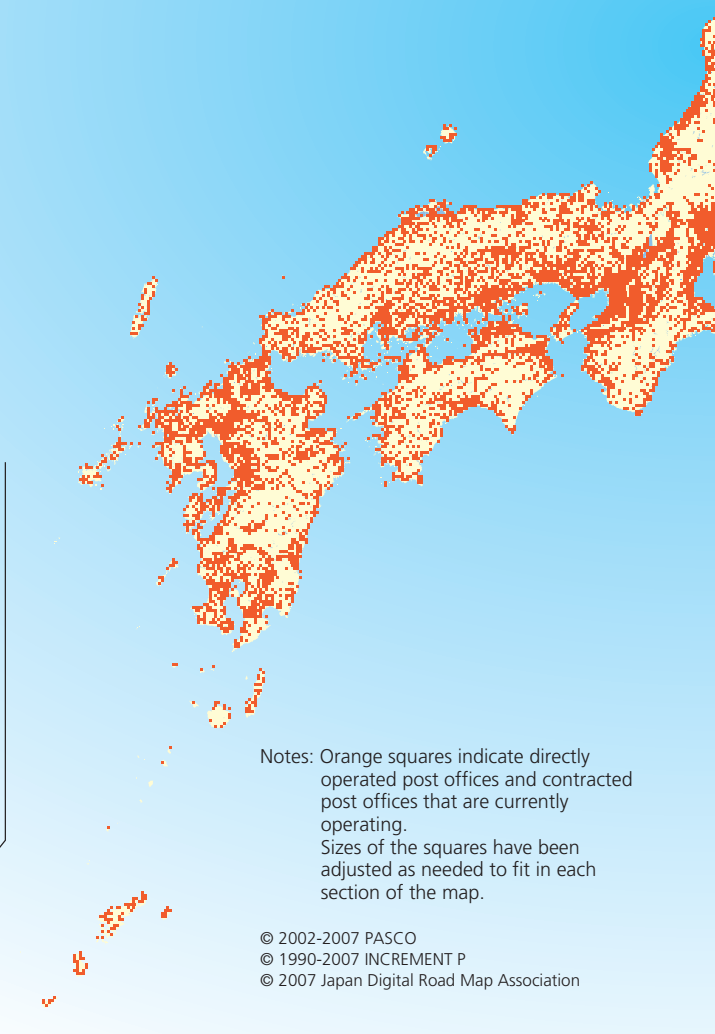 Notes: Orange squares indicate directly
operated post offices and contracted
post offices that are currently
operating.
Sizes of the squares have been
adjusted as needed to fit in each
section of the map.
© 2002-2007 PASCO
© 1990-2007 INCREMENT P
© 2007 Japan Digital Road Map Association